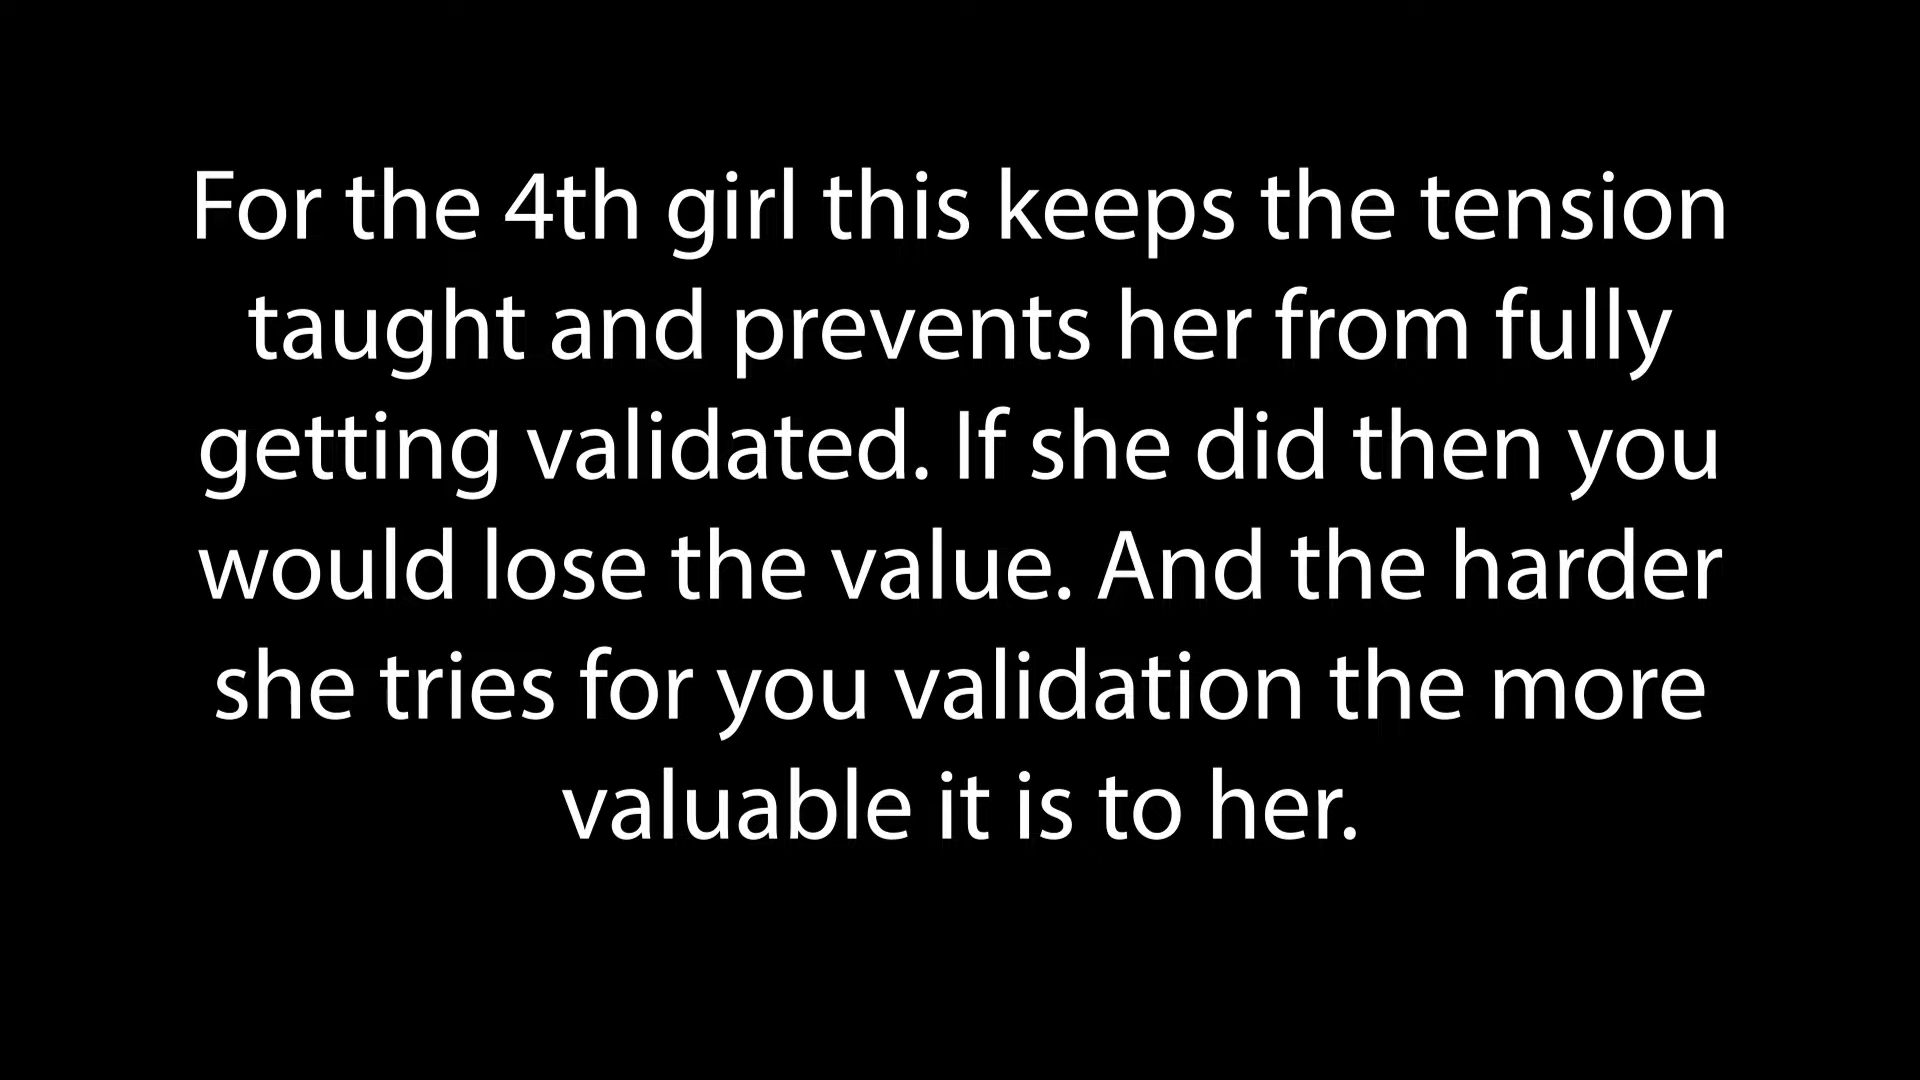 For the 4th girl this keeps the tension
taught and prevents her from fully
getting validated. If she did then you
would lose the value. And the harder
she tries for you validation the more
valuable it is to her.